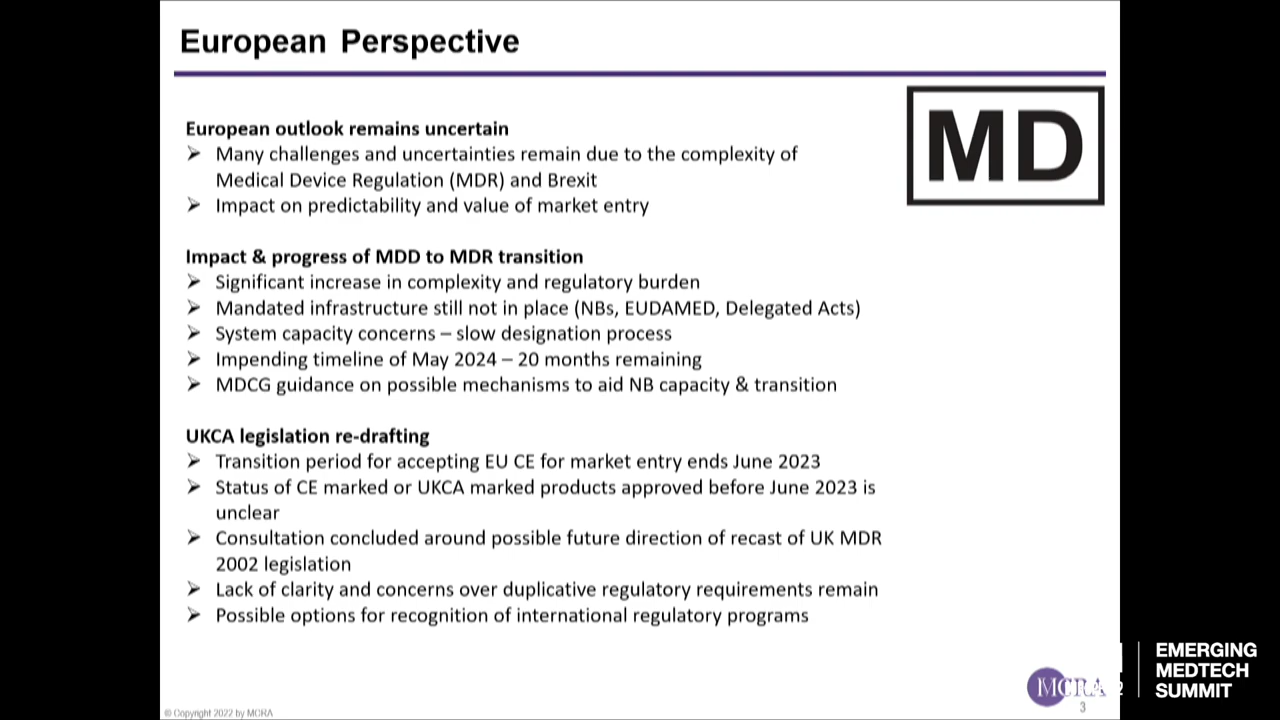 European Perspective
MD
European outlook remains uncertain
➢ Many challenges and uncertainties remain due to the complexity of
Medical Device Regulation (MDR) and Brexit
➢ Impact on predictability and value of market entry
Impact & progress of MDD to MDR transition
➢ Significant increase in complexity and regulatory burden
➢ Mandated infrastructure still not in place (NBs, EUDAMED, Delegated Acts)
➢ System capacity concerns – slow designation process
➢ Impending timeline of May 2024 – 20 months remaining
➢ MDCG guidance on possible mechanisms to aid NB capacity & transition
UKCA legislation re-drafting
➢ Transition period for accepting EU CE for market entry ends June 2023
➢ Status of CE marked or UKCA marked products approved before June 2023 is
unclear
➢ Consultation concluded around possible future direction of recast of UK MDR
2002 legislation
➢ Lack of clarity and concerns over duplicative regulatory requirements remain
➢ Possible options for recognition of international regulatory programs
MCRA
3
© Copyright 2022 by MCRA
EMERGING
MEDTECH
SUMMIT